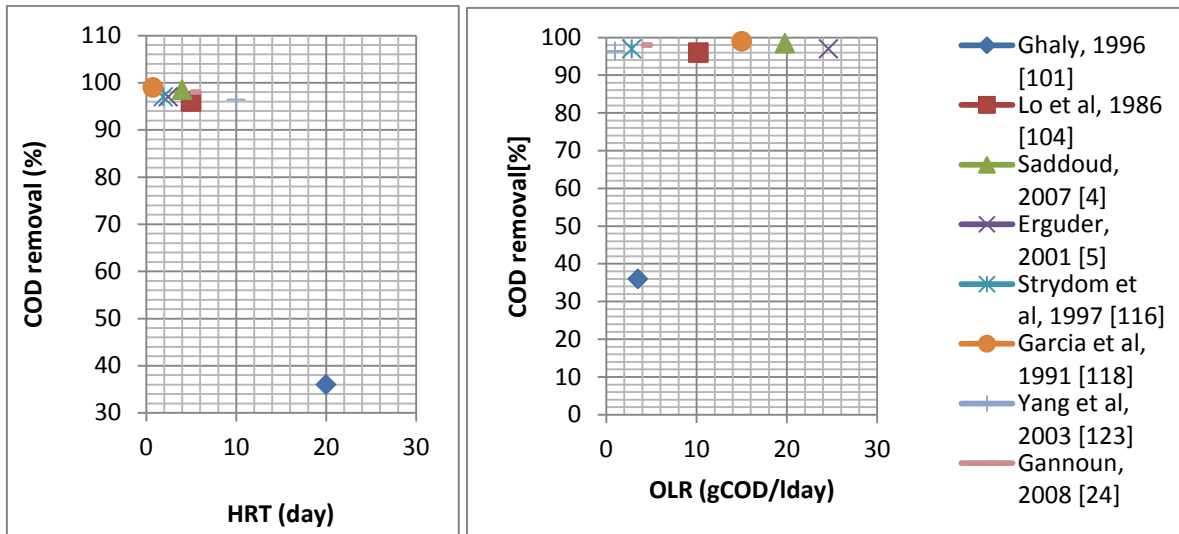 110
100
90
80
70
60
50
40
30
COD removal (%)
0
10
20
30
HRT (day)
100
90
80
70
60
50
40
30
20
10
0
COD removal[%]
0
10
20
30
OLR (gCOD/lday)
Ghaly, 1996
[101]
Lo et al, 1986
[104]
Saddoud,
2007 [4]
Erguder,
2001 [5]
Strydom et
al, 1997 [116]
Garcia et al,
1991 [118]
Yang et al,
2003 [123]
Gannoun,
2008 [24]